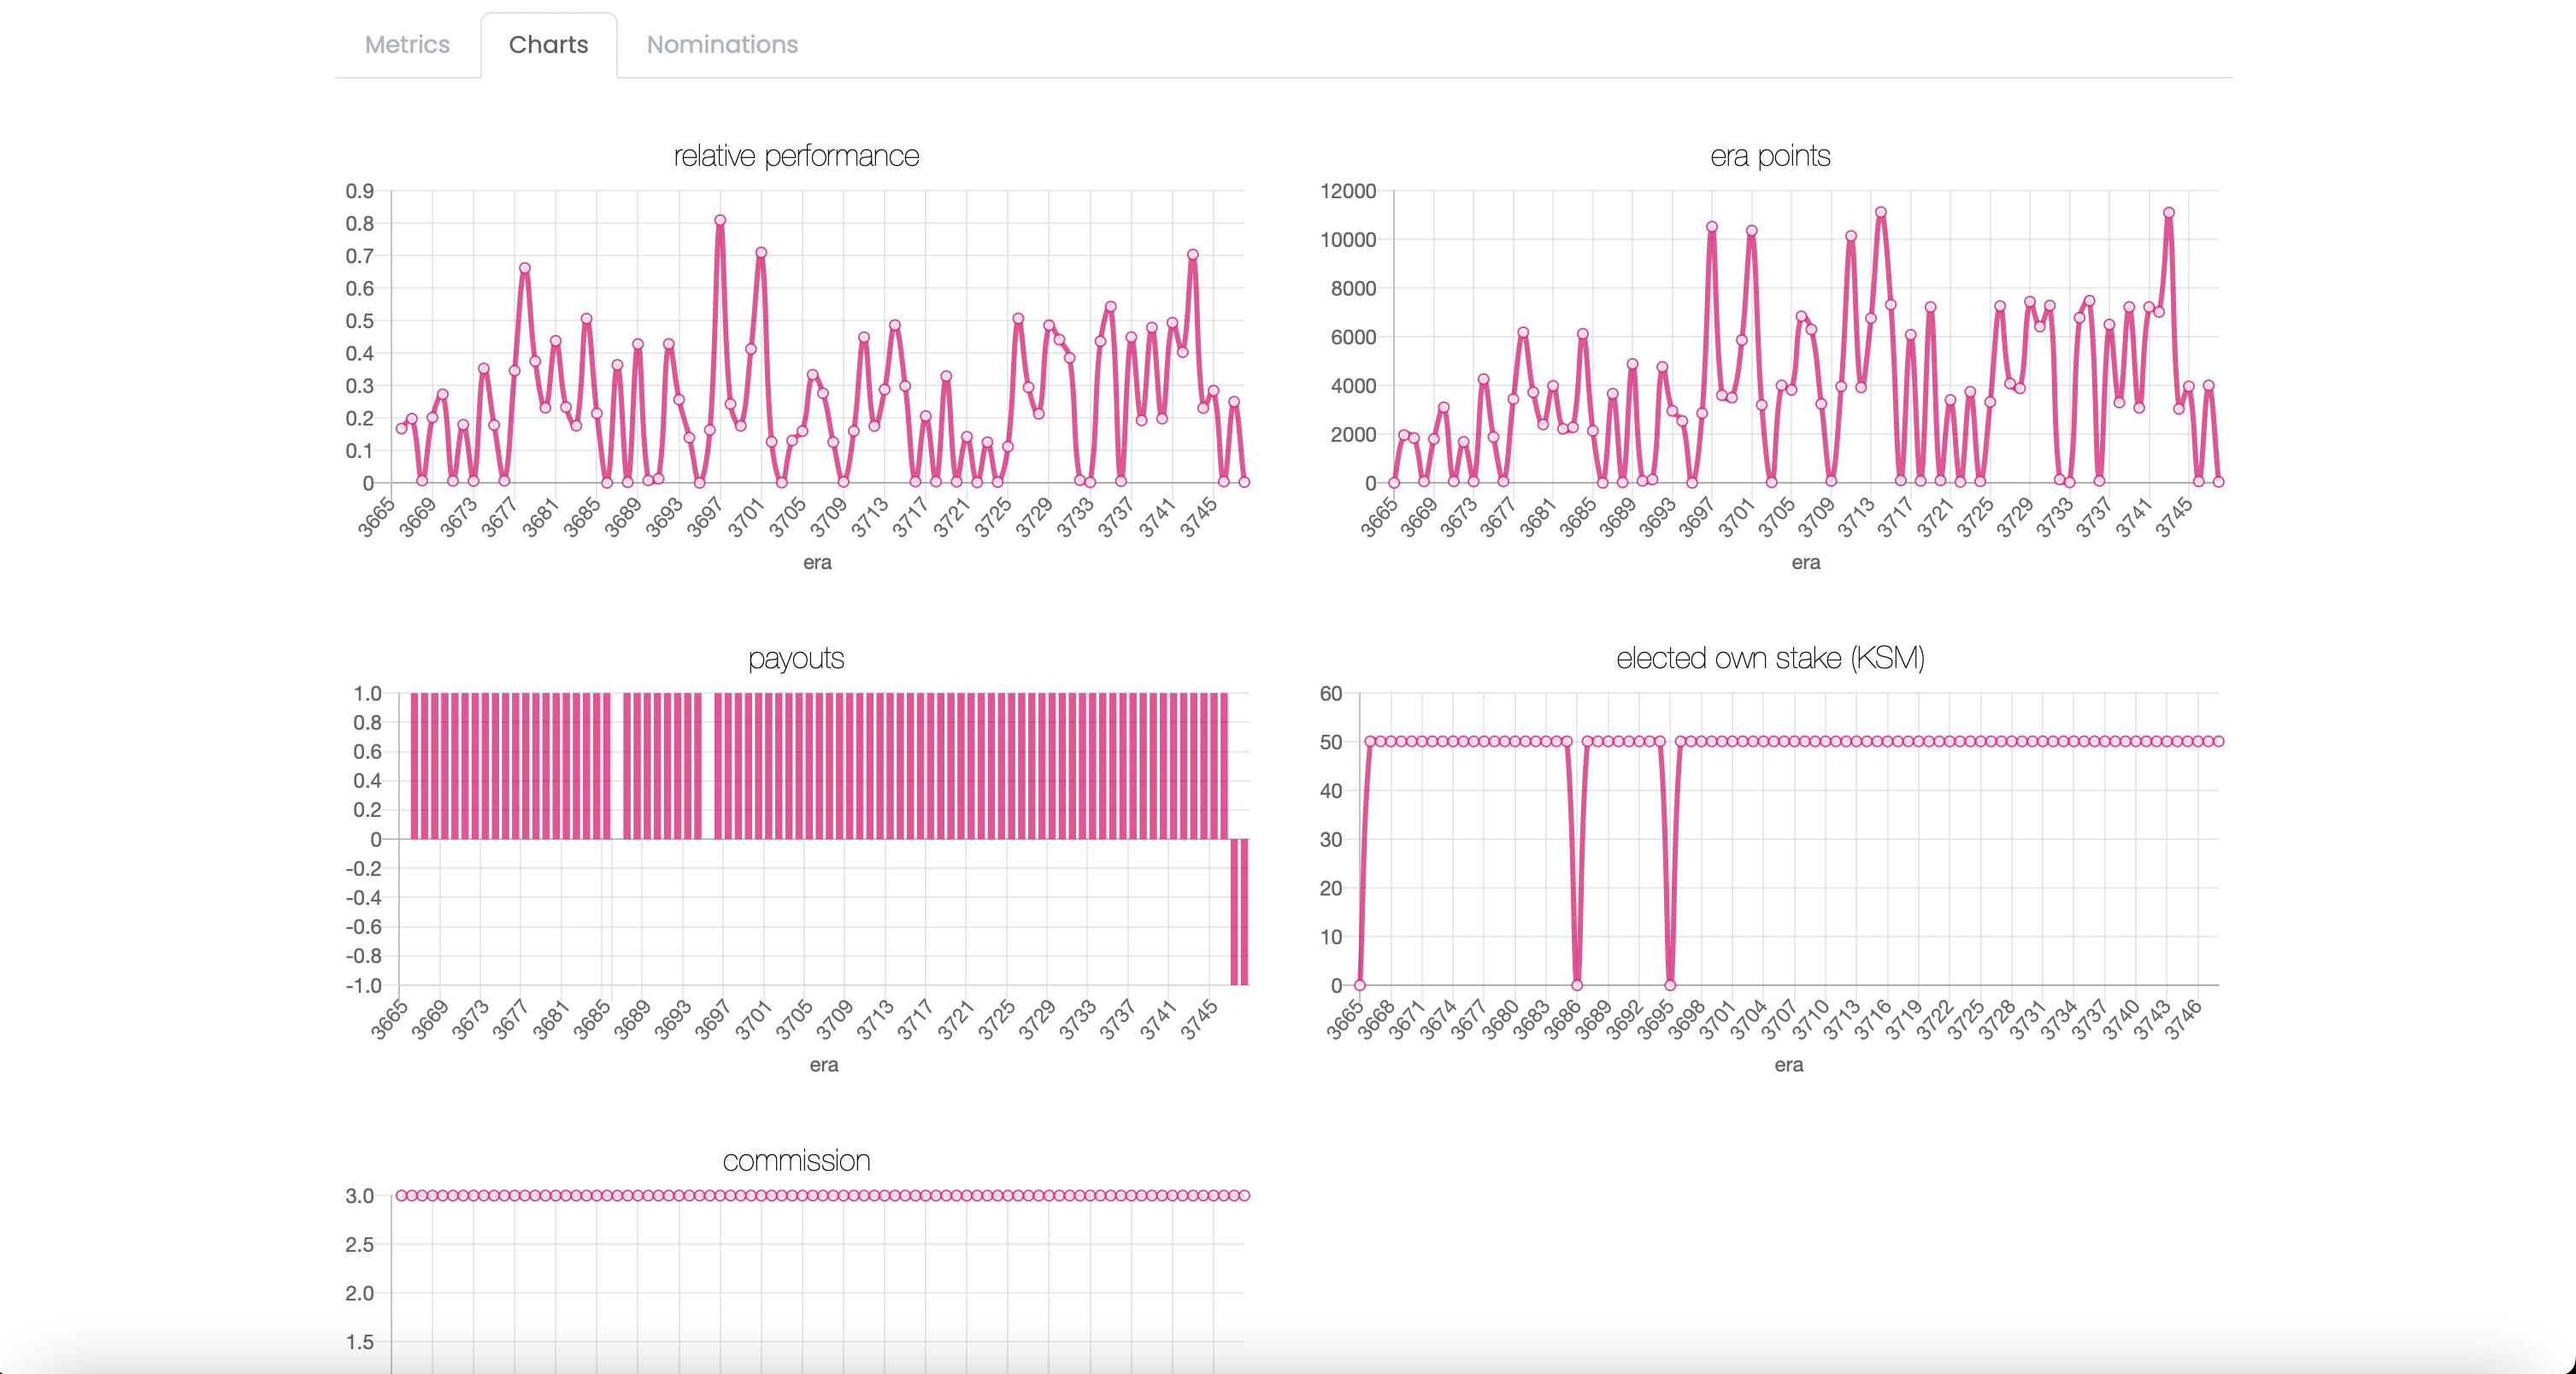 Metrics Charts Nominations
relative performance
0.9
0.8
0.7
0.6
0.5
0.4
0.3
0.2
0.1
0
3665 3669 3673 3677 3681 3685 3689 3693 3697 3701 3705 3709 3713 3717 3721 3725 3729 3733 3737 3741 3745
era
era points
12000
10000
8000
6000
4000
2000
0
3665 3669 3673 3677 3681 3685 3689 3693 3697 3701 3705 3709 3713 3717 3721 3725 3729 3733 3737 3741 3745
era
payouts
1.0
0.8
0.6
0.4
0.2
0
-0.2
-0.4
-0.6
-0.8
-1.0
3665 3669 3673 3677 3681 3685 3689 3693 3697 3701 3705 3709 3713 3717 3721 3725 3729 3733 3737 3741 3745
era
elected own stake (KSM)
60
50
40
30
20
10
0
3665 3668 3671 3674 3677 3680 3683 3686 3689 3692 3695 3698 3701 3704 3707 3710 3713 3716 3719 3722 3725 3728 3731 3734 3737 3740 3743 3746
era
commission
3.0
2.5
2.0
1.5